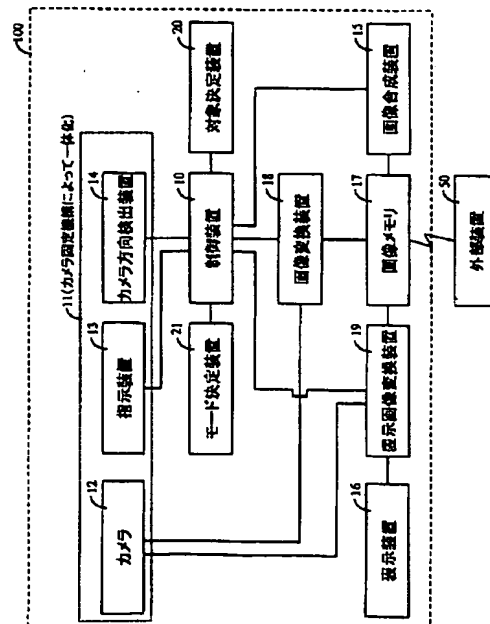 100
11(カメラ固定機構によって一体化)
12
カメラ
13
指示装置
14
カメラ方向検出装置
21
モード決定装置
10
制御装置
20
対象決定装置
18
画像変換装置
16
表示装置
19
表示画像変換装置
17
画像メモリ
15
画像合成装置
50
外部装置